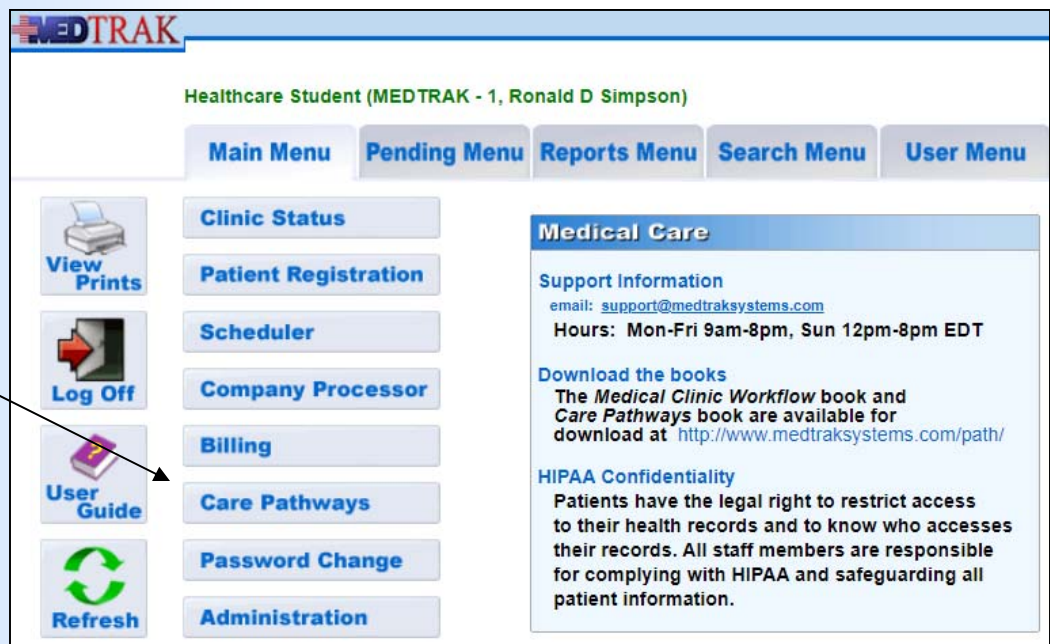 MEDTRAK
Healthcare Student (MEDTRAK - 1, Ronald D Simpson)
Main Menu
Pending Menu
Reports Menu
Search Menu
User Menu
View
Prints
Log Off
User
Guide
Refresh
Clinic Status
Patient Registration
Scheduler
Company Processor
Billing
Care Pathways
Password Change
Administration
Medical Care
Support Information
email: support@medtraksystems.com
Hours: Mon-Fri 9am-8pm, Sun 12pm-8pm EDT
Download the books
The Medical Clinic Workflow book and
Care Pathways book are available for
download at http://www.medtraksystems.com/path/
HIPAA Confidentiality
Patients have the legal right to restrict access
to their health records and to know who accesses
their records. All staff members are responsible
for complying with HIPAA and safeguarding all
patient information.